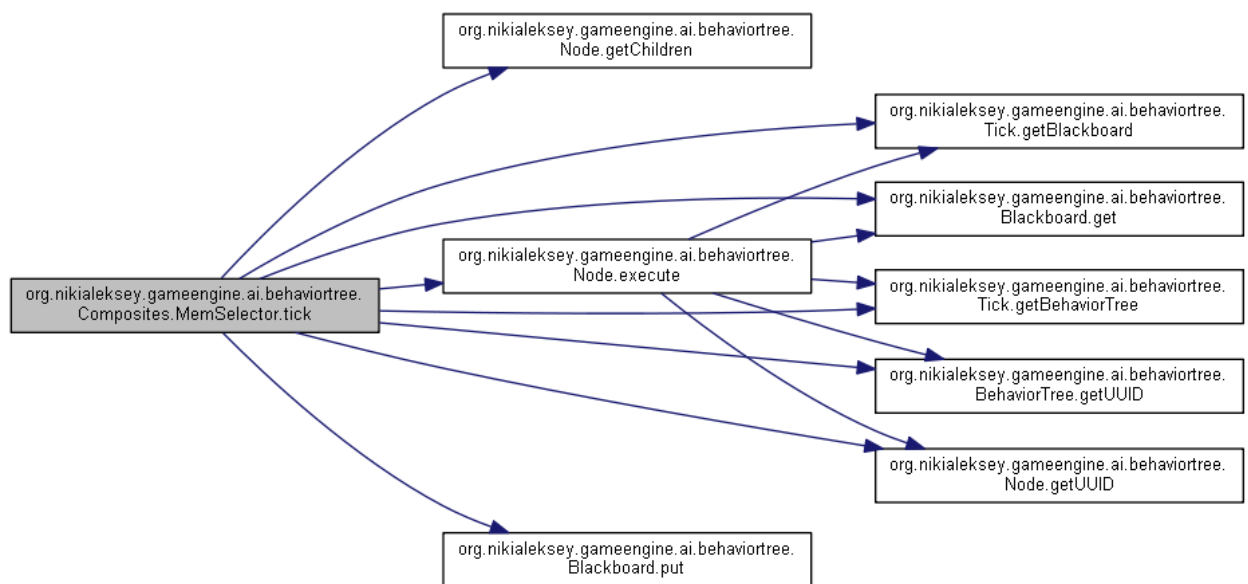 org.nikialeksey.gameengine.ai.behaviortree.
Node.getChildren
org.nikialeksey.gameengine.ai.behaviortree.
Tick.getBlackboard
org.nikialeksey.gameengine.ai.behaviortree.
Blackboard.get
org.nikialeksey.gameengine.ai.behaviortree.
Node.execute
org.nikialeksey.gameengine.ai.behaviortree.
Composites.MemSelector.tick
org.nikialeksey.gameengine.ai.behaviortree.
Tick.getBehaviorTree
org.nikialeksey.gameengine.ai.behaviortree.
BehaviorTree.getUUID
org.nikialeksey.gameengine.ai.behaviortree.
Node.getUUID
org.nikialeksey.gameengine.ai.behaviortree.
Blackboard.put